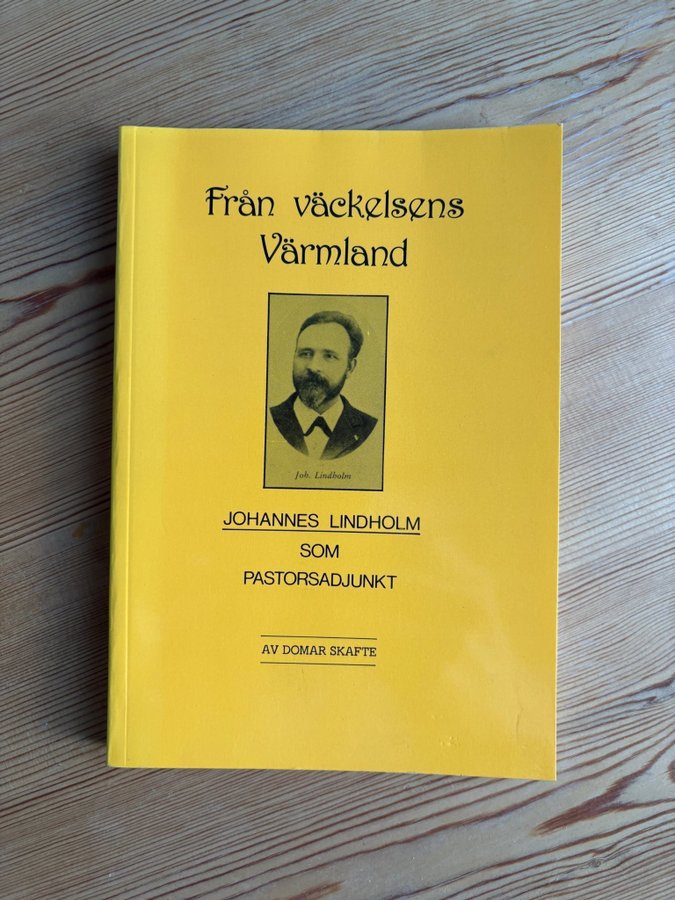 Från väckelsens
Värmland
Joh. Lindholm
JOHANNES LINDHOLM
SOM
PASTORSADJUNKT
AV DOMAR SKAFTE